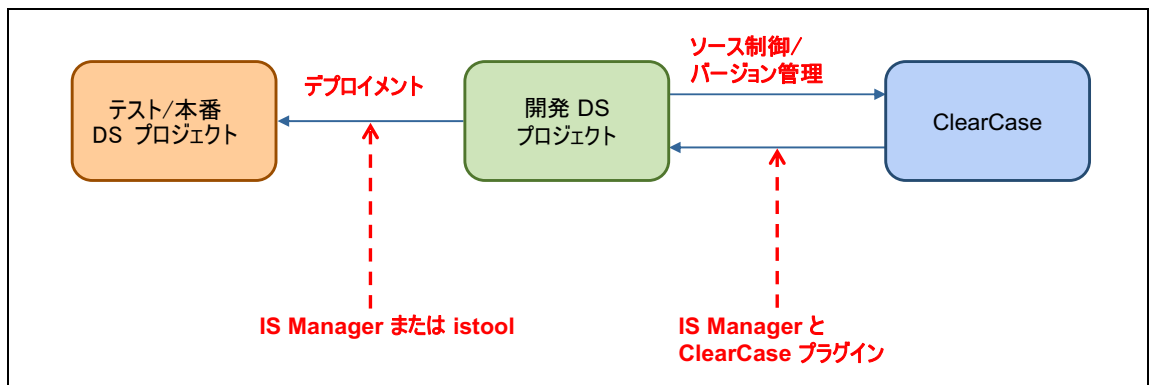 テスト/本番
DS プロジェクト
デプロイメント
開発 DS
プロジェクト
ソース制御/
バージョン管理
ClearCase
IS Manager または istool
IS Manager と
ClearCase プラグイン